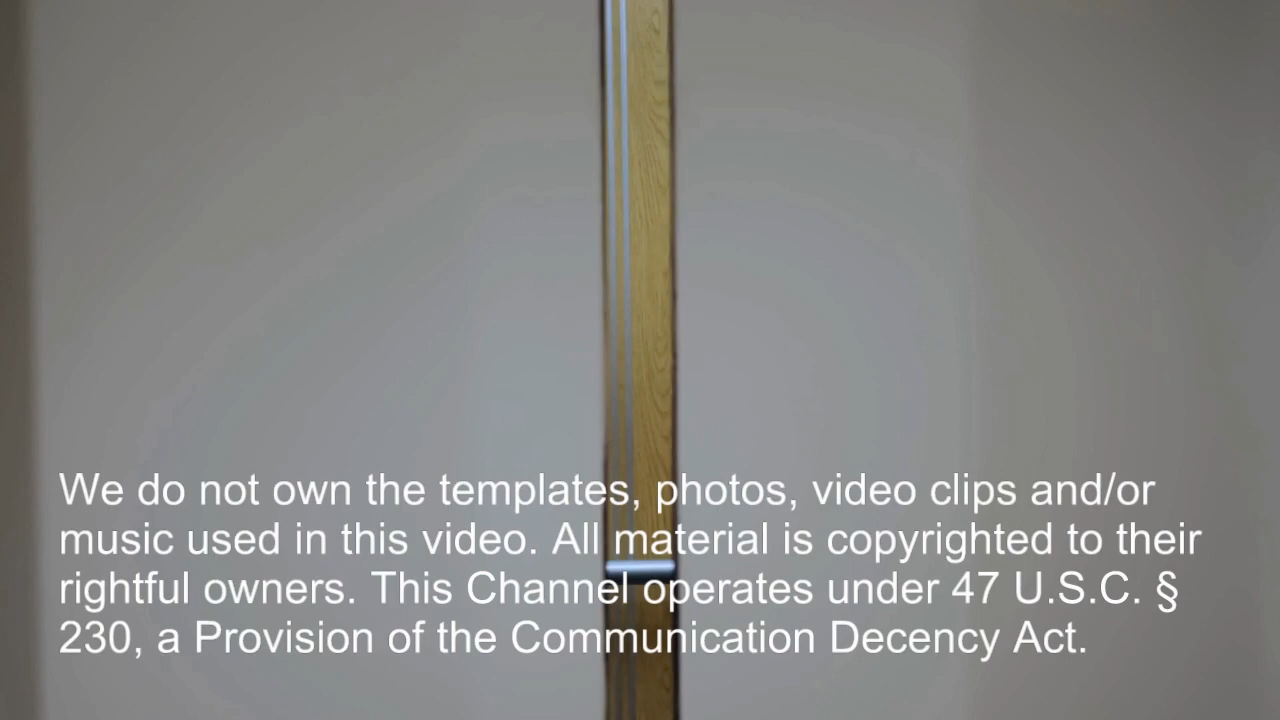 We do not own the templates, photos, video clips and/or
music used in this video. All material is copyrighted to their
rightful owners. This Channel operates under 47 U.S.C. §
230, a Provision of the Communication Decency Act.